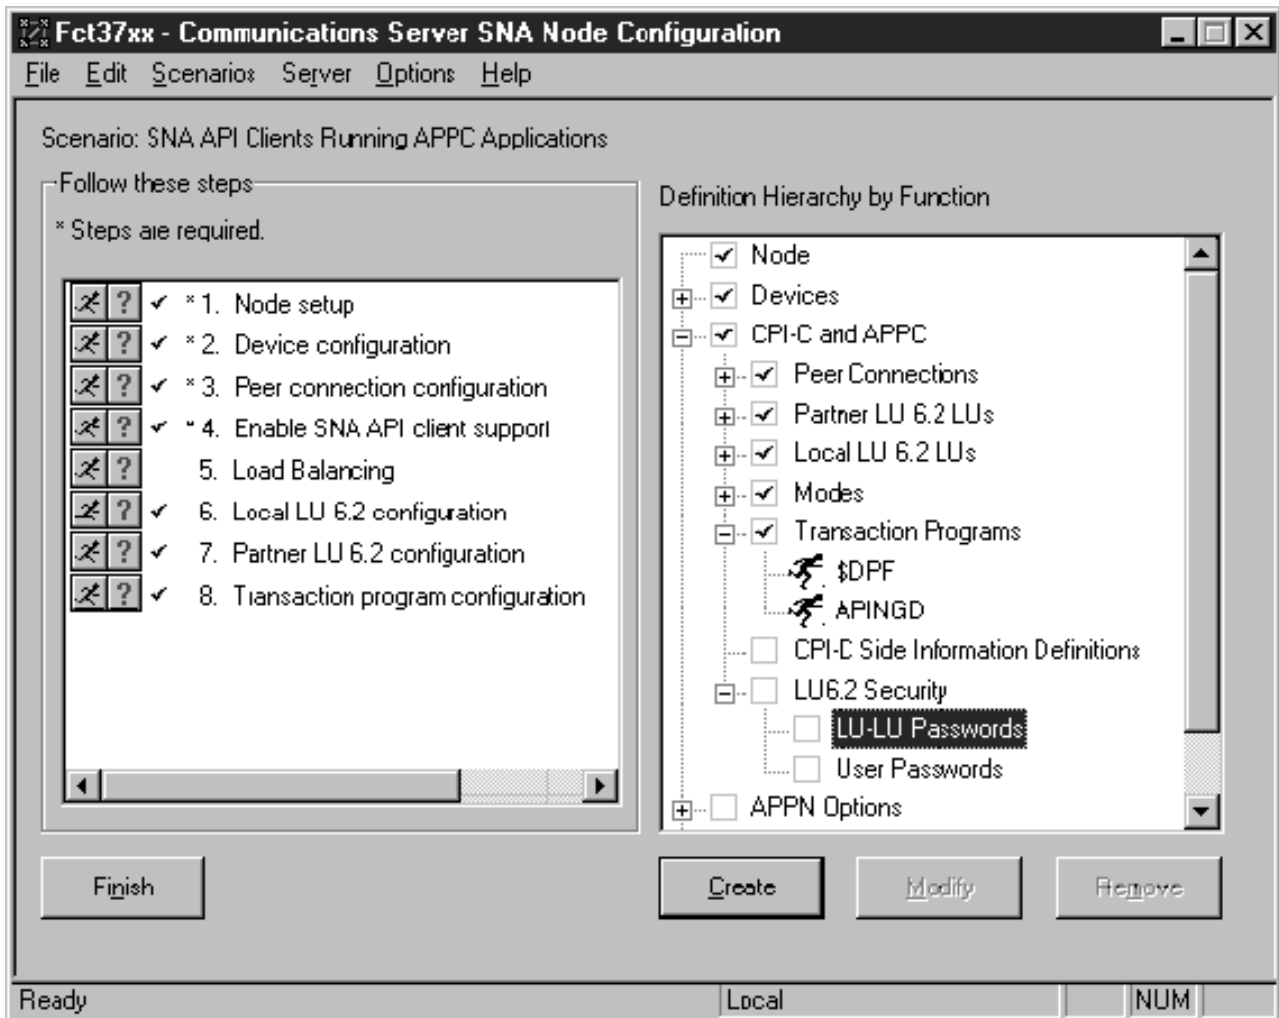 Fct37xx - Communications Server SNA Node Configuration
File Edit Scenarios Server Options Help
Scenario: SNA API Clients Running APPC Applications
Follow these steps
* Steps are required.
* 1. Node setup
* 2. Device configuration
* 3. Peer connection configuration
* 4. Enable SNA API client support
5. Load Balancing
6. Local LU 6.2 configuration
7. Partner LU 6.2 configuration
8. Transaction program configuration
Finish
Definition Hierarchy by Function
Node
Devices
CPI-C and APPC
Peer Connections
Partner LU 6.2 LUs
Local LU 6.2 LUs
Modes
Transaction Programs
$DPF
APINGD
CPI-C Side Information Definitions
LU6.2 Security
LU-LU Passwords
User Passwords
APPN Options
Create Modify Remove
Ready Local NUM